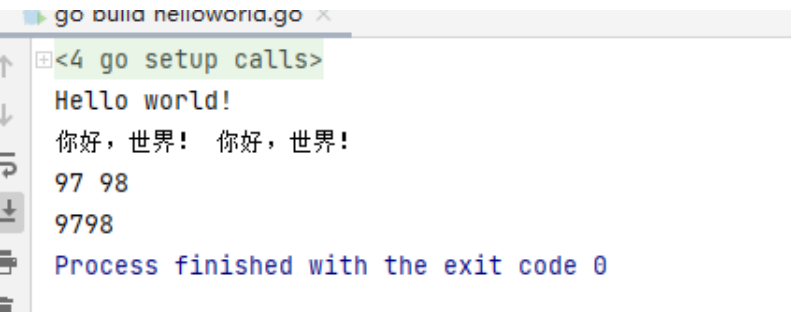 go build helloworld.go ×
<4 go setup calls>
Hello world!
你好，世界! 你好，世界!
97 98
9798
Process finished with the exit code 0